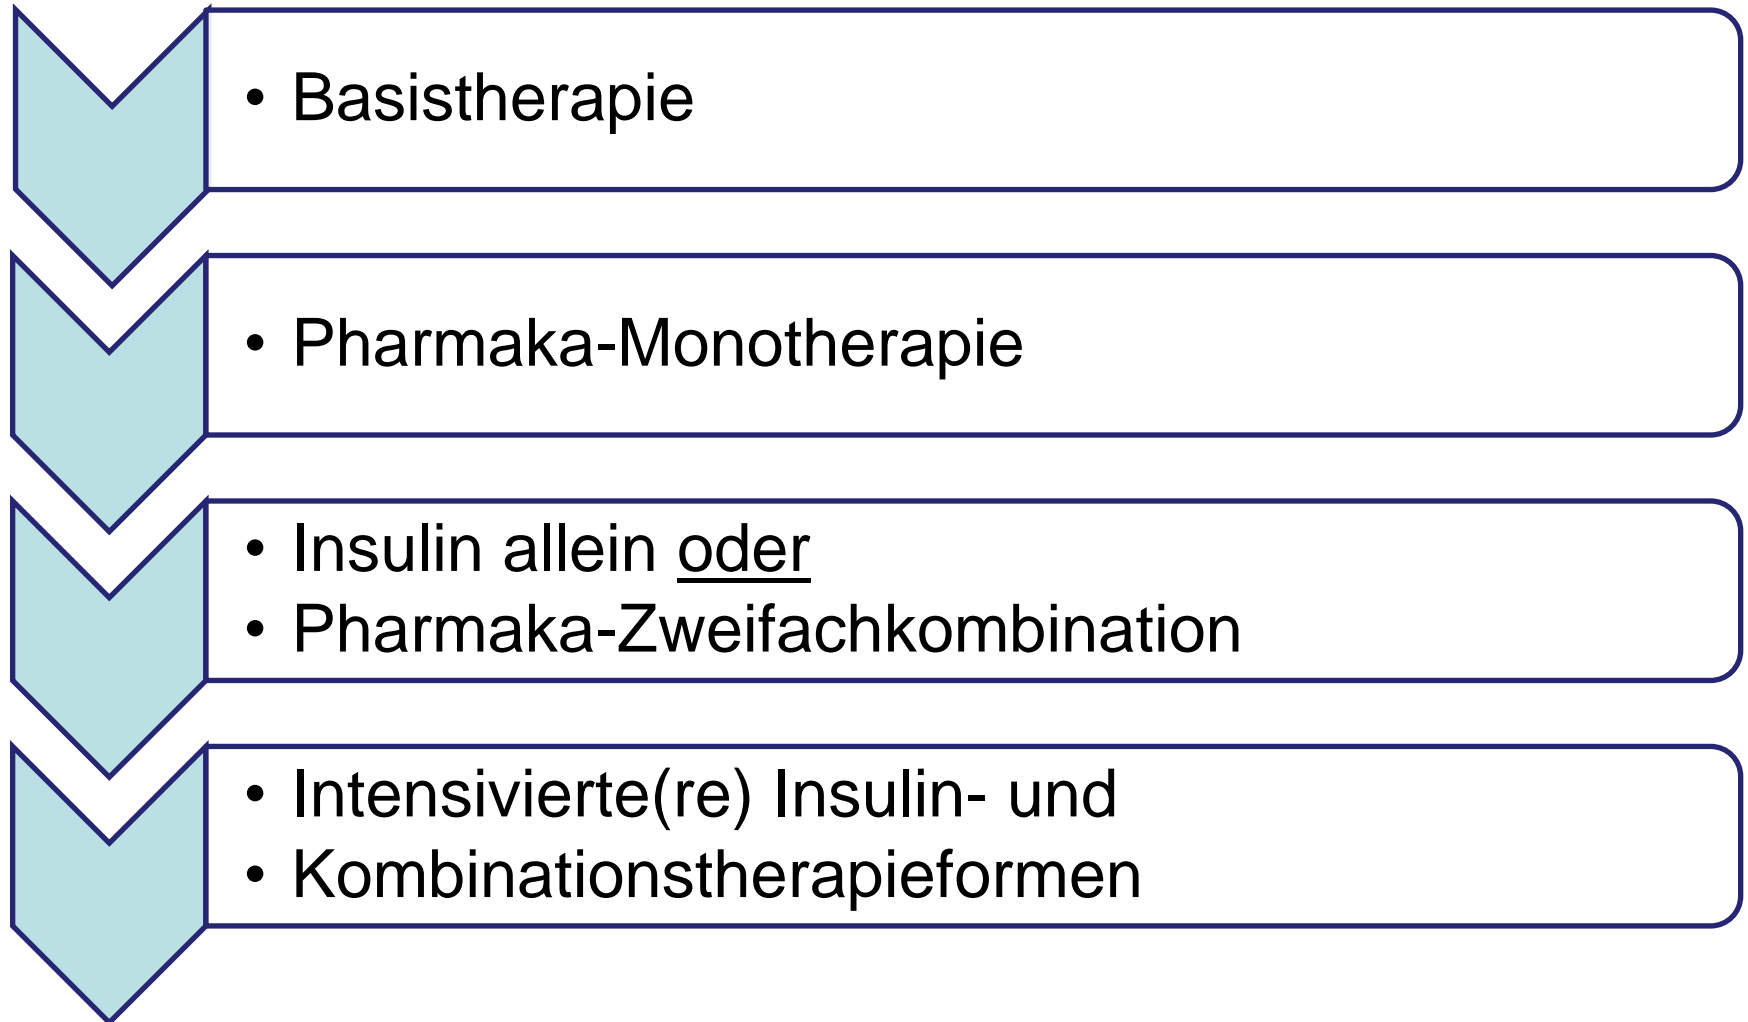 • Basistherapie
• Pharmaka-Monotherapie
• Insulin allein oder
• Pharmaka-Zweifachkombination
• Intensivierte(re) Insulin- und
• Kombinationstherapieformen